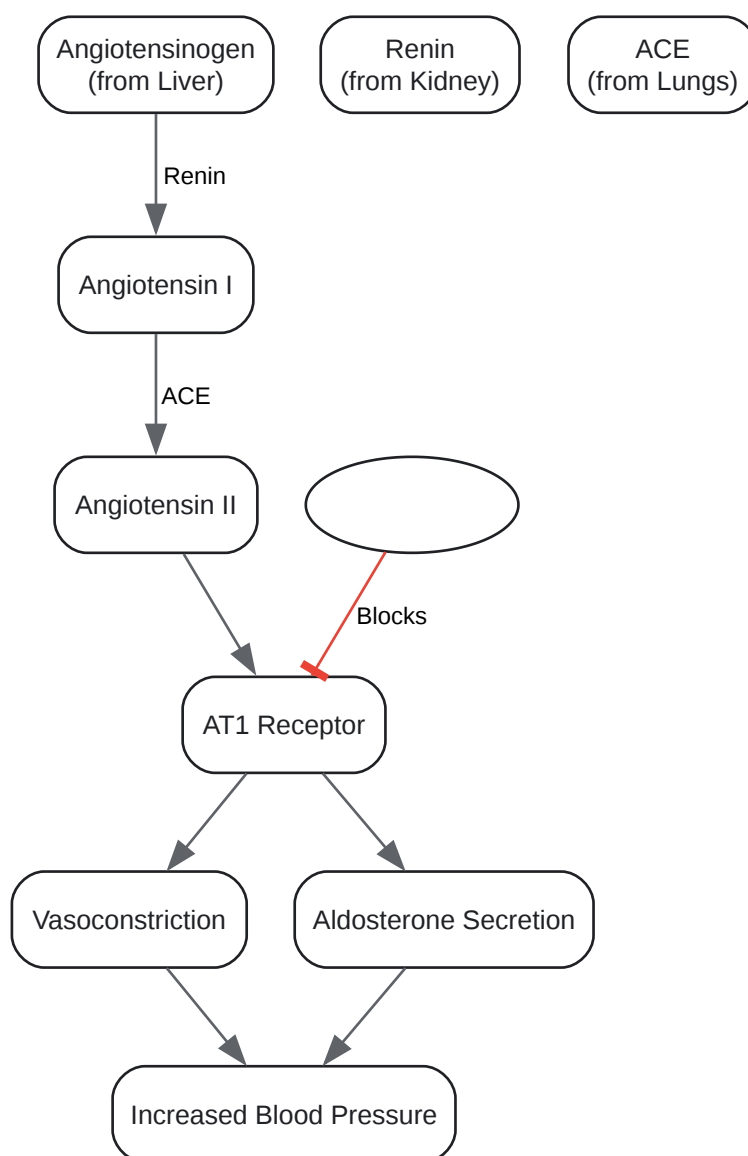 Angiotensinogen
(from Liver)
Renin
(from Kidney)
ACE
(from Lungs)
Renin
Angiotensin I
ACE
Angiotensin II
Blocks
AT1 Receptor
Vasoconstriction
Aldosterone Secretion
Increased Blood Pressure